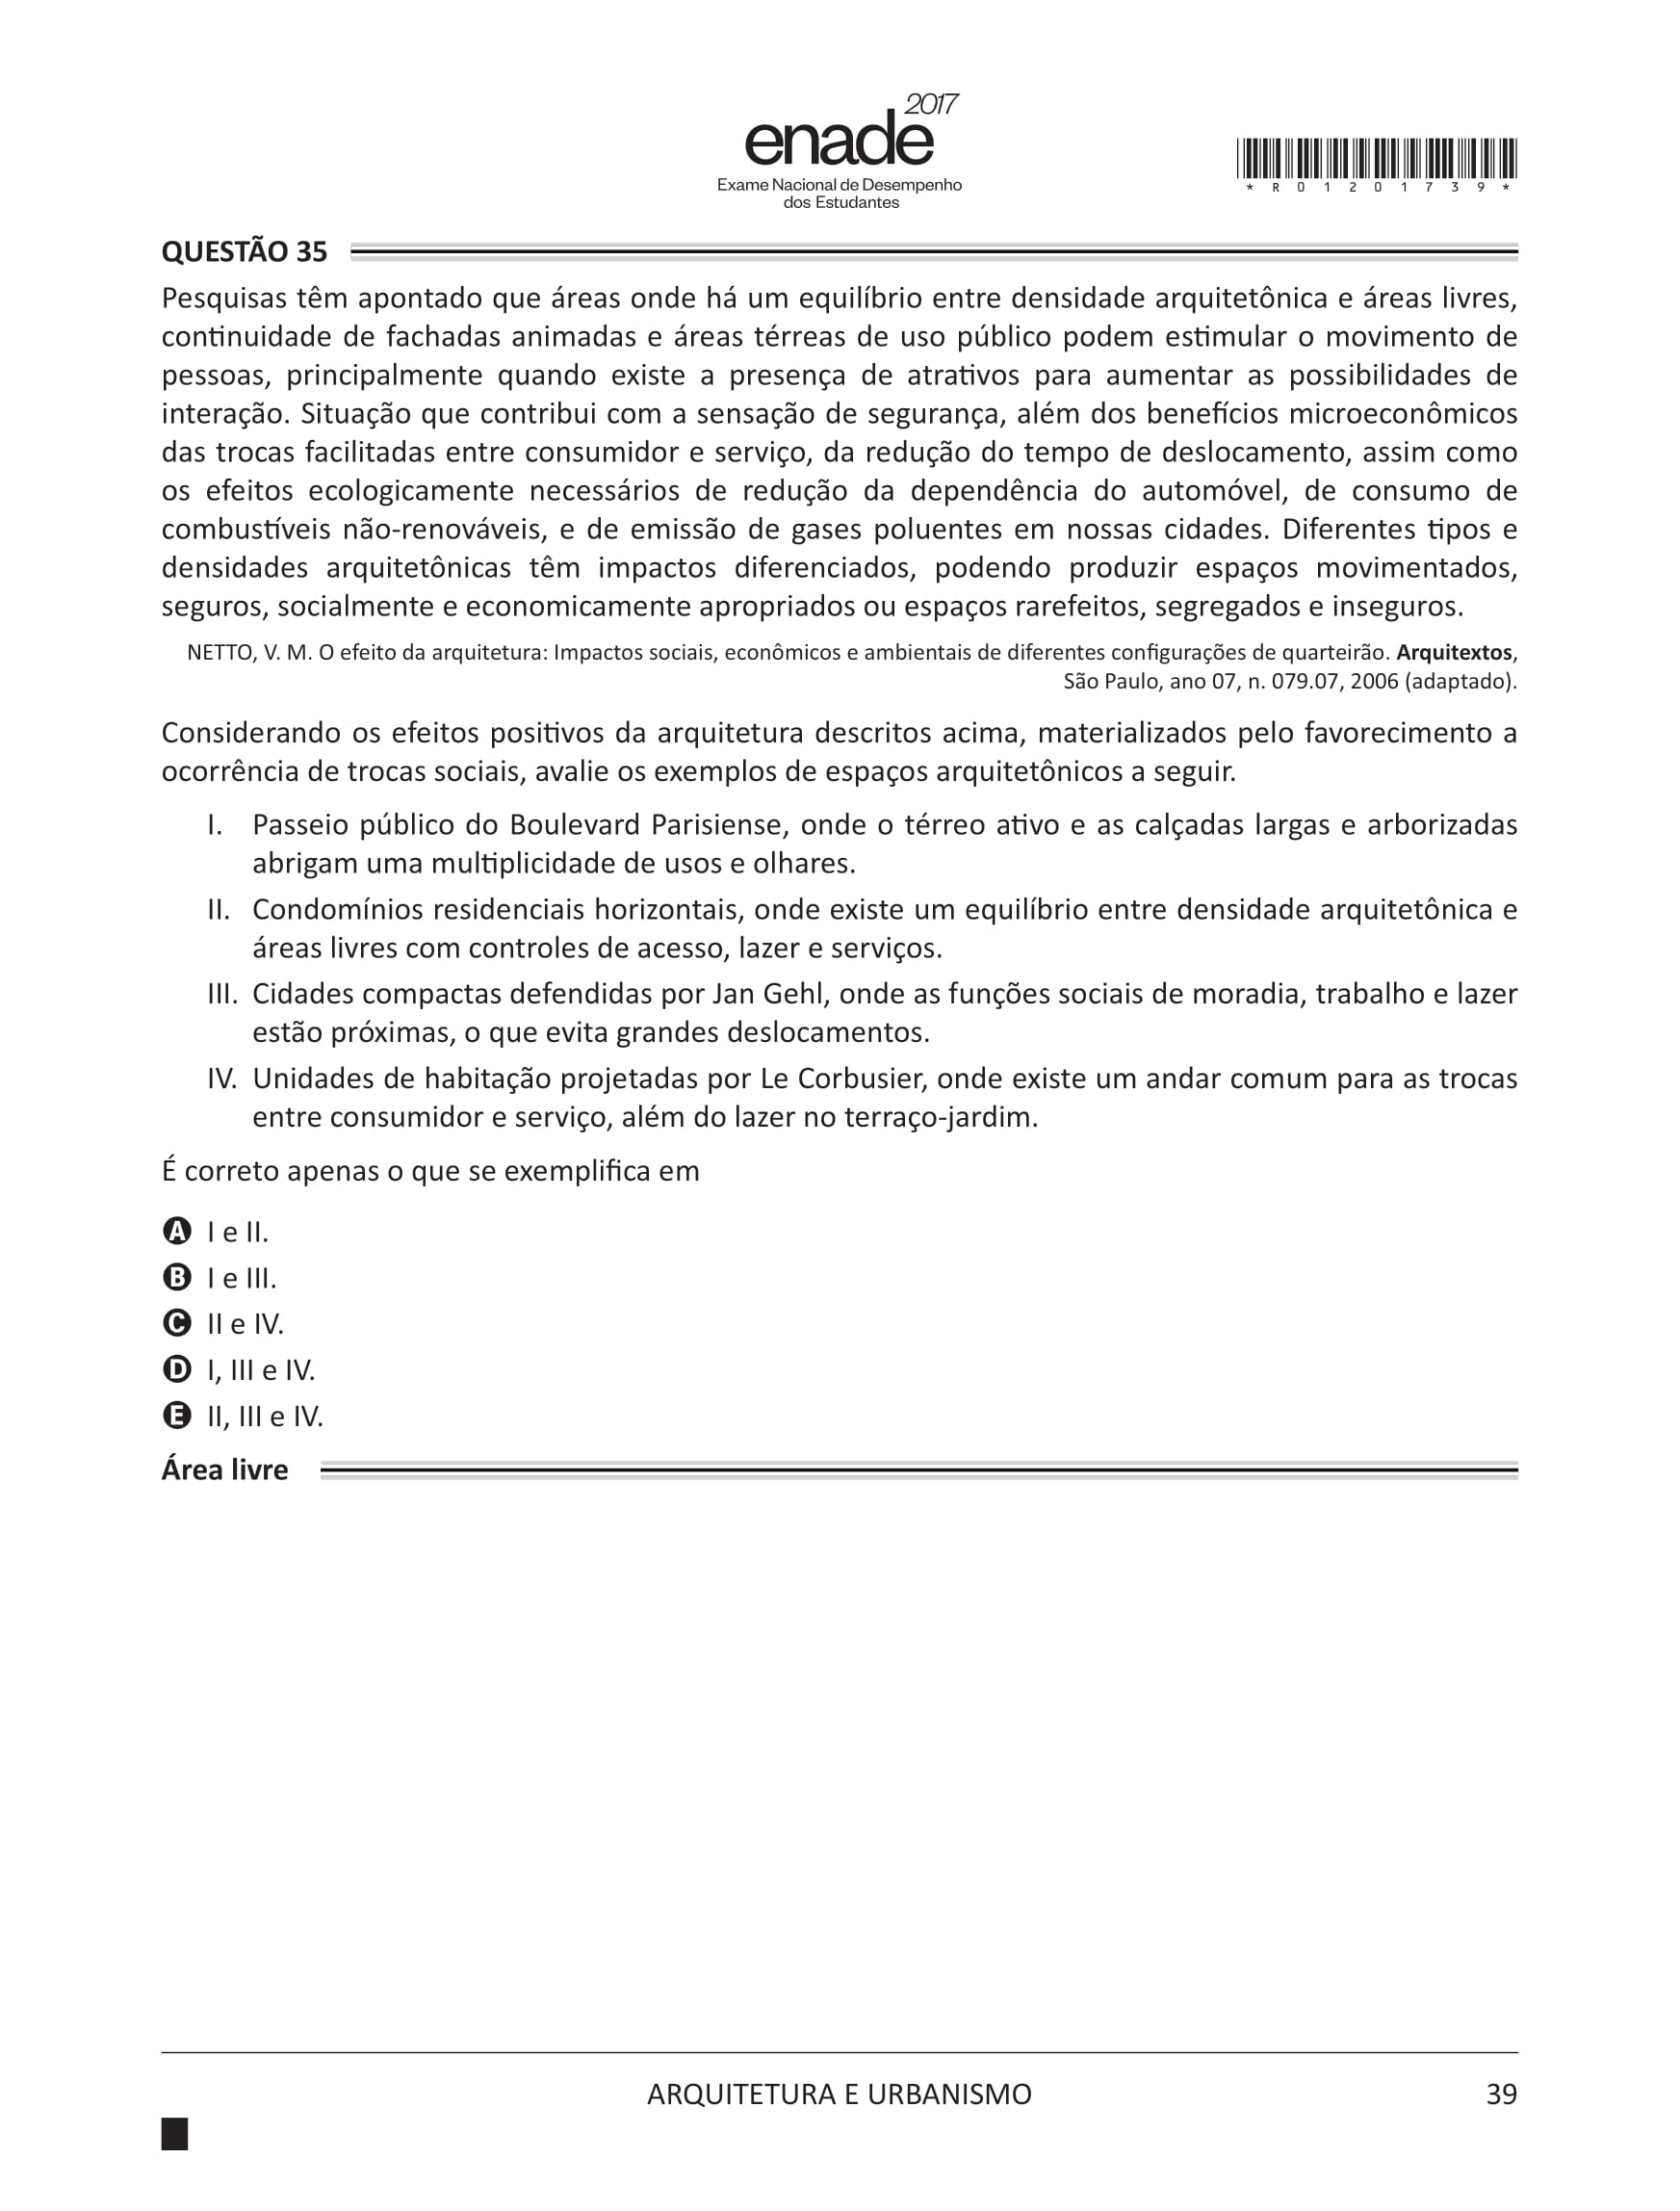 2017
enade
Exame Nacional de Desempenho
dos Estudantes
* R 0 1 2 0 1 7 3 9 *
QUESTÃO 35
Pesquisas têm apontado que áreas onde há um equilíbrio entre densidade arquitetônica e áreas livres,
continuidade de fachadas animadas e áreas térreas de uso público podem estimular o movimento de
pessoas, principalmente quando existe a presença de atrativos para aumentar as possibilidades de
interação. Situação que contribui com a sensação de segurança, além dos benefícios microeconômicos
das trocas facilitadas entre consumidor e serviço, da redução do tempo de deslocamento, assim como
os efeitos ecologicamente necessários de redução da dependência do automóvel, de consumo de
combustíveis não-renováveis, e de emissão de gases poluentes em nossas cidades. Diferentes tipos e
densidades arquitetônicas têm impactos diferenciados, podendo produzir espaços movimentados,
seguros, socialmente e economicamente apropriados ou espaços rarefeitos, segregados e inseguros.
NETTO, V. M. O efeito da arquitetura: Impactos sociais, econômicos e ambientais de diferentes configurações de quarteirão. Arquitextos,
São Paulo, ano 07, n. 079.07, 2006 (adaptado).
Considerando os efeitos positivos da arquitetura descritos acima, materializados pelo favorecimento a
ocorrência de trocas sociais, avalie os exemplos de espaços arquitetônicos a seguir.
I. Passeio público do Boulevard Parisiense, onde o térreo ativo e as calçadas largas e arborizadas
abrigam uma multiplicidade de usos e olhares.
II. Condomínios residenciais horizontais, onde existe um equilíbrio entre densidade arquitetônica e
áreas livres com controles de acesso, lazer e serviços.
III. Cidades compactas defendidas por Jan Gehl, onde as funções sociais de moradia, trabalho e lazer
estão próximas, o que evita grandes deslocamentos.
IV. Unidades de habitação projetadas por Le Corbusier, onde existe um andar comum para as trocas
entre consumidor e serviço, além do lazer no terraço-jardim.
É correto apenas o que se exemplifica em
A I e II.
B I e III.
C II e IV.
D I, III e IV.
E II, III e IV.
Área livre
ARQUITETURA E URBANISMO
39